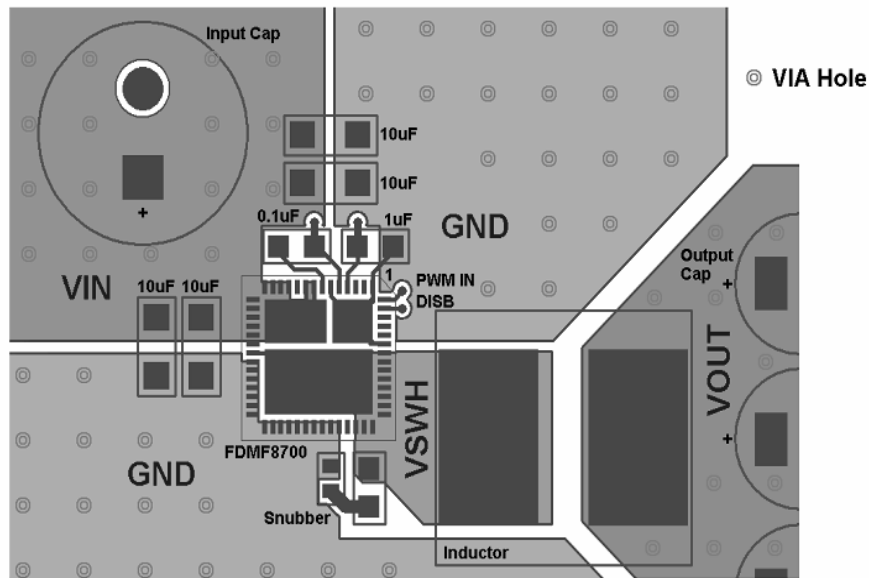 Input Cap
VIA Hole
10uF
10uF
0.1uF
1uF
GND
VIN
10uF 10uF
1
PWM IN
DISB
Output
Cap
+
+
+
VOUT
VSWH
FDMF8700
GND
Snubber
Inductor